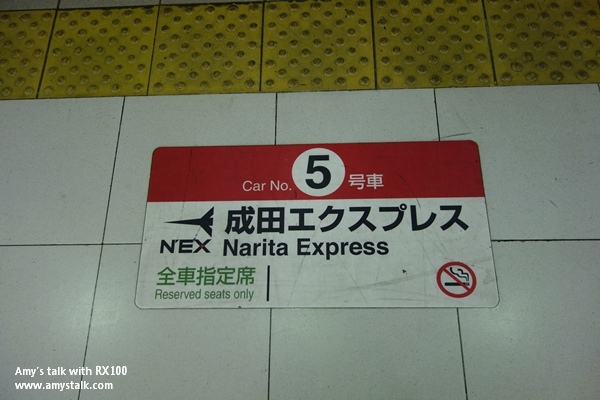 Car No. 5 号車
成田エクスプレス
N'EX Narita Express
全車指定席
Reserved seats only
Amy's talk with RX100
www.amystalk.com